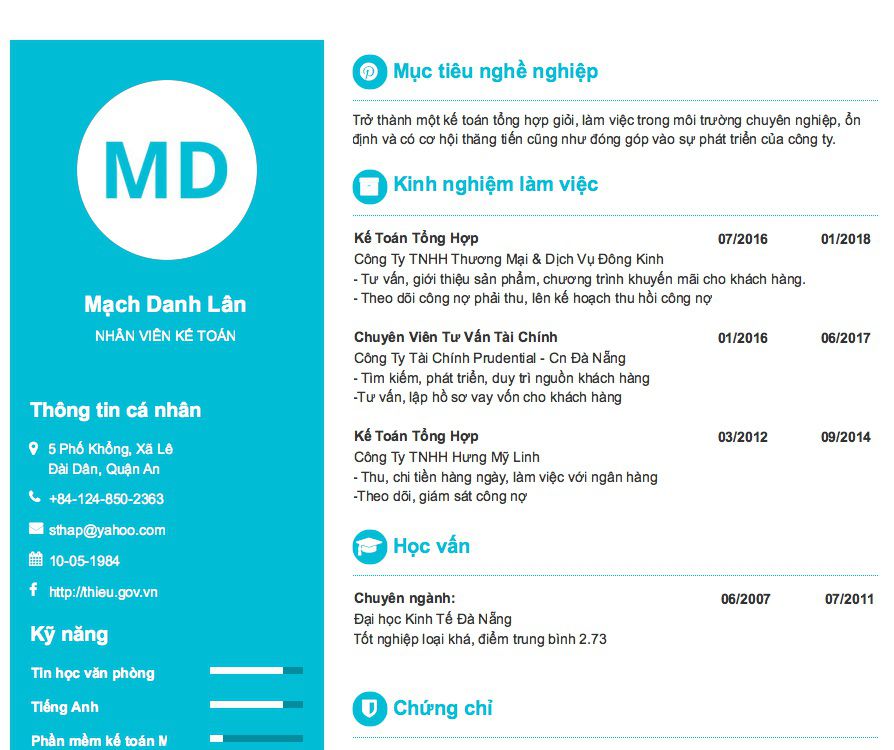 MD
Mạch Danh Lân
NHÂN VIÊN KẾ TOÁN
Thông tin cá nhân
5 Phố Khổng, Xã Lê
Đài Dân, Quận An
+84-124-850-2363
sthap@yahoo.com
10-05-1984
http://thieu.gov.vn
Kỹ năng
Tin học văn phòng
Tiếng Anh
Phần mềm kế toán M
Mục tiêu nghề nghiệp
Trở thành một kế toán tổng hợp giỏi, làm việc trong môi trường chuyên nghiệp, ổn
định và có cơ hội thăng tiến cũng như đóng góp vào sự phát triển của công ty.
Kinh nghiệm làm việc
Kế Toán Tổng Hợp 07/2016 01/2018
Công Ty TNHH Thương Mại & Dịch Vụ Đông Kinh
- Tư vấn, giới thiệu sản phẩm, chương trình khuyến mãi cho khách hàng.
- Theo dõi công nợ phải thu, lên kế hoạch thu hồi công nợ
Chuyên Viên Tư Vấn Tài Chính 01/2016 06/2017
Công Ty Tài Chính Prudential - Cn Đà Nẵng
- Tìm kiếm, phát triển, duy trì nguồn khách hàng
-Tư vấn, lập hồ sơ vay vốn cho khách hàng
Kế Toán Tổng Hợp 03/2012 09/2014
Công Ty TNHH Hưng Mỹ Linh
- Thu, chi tiền hàng ngày, làm việc với ngân hàng
-Theo dõi, giám sát công nợ
Học vấn
Chuyên ngành: 06/2007 07/2011
Đại học Kinh Tế Đà Nẵng
Tốt nghiệp loại khá, điểm trung bình 2.73
Chứng chỉ